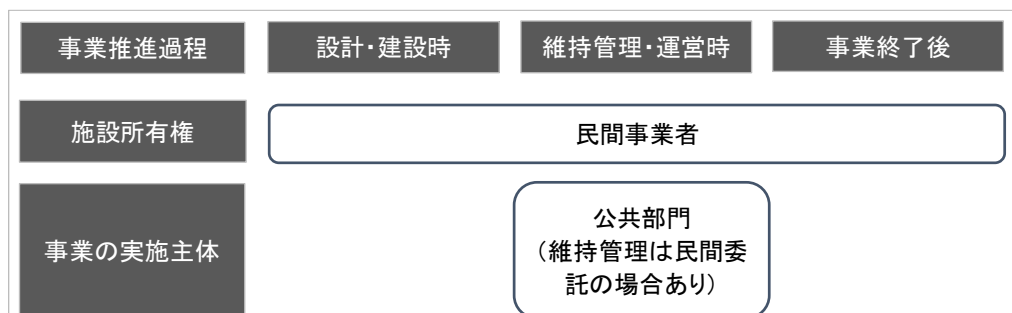 事業推進過程
設計・建設時
維持管理・運営時
事業終了後
施設所有権
民間事業者
事業の実施主体
公共部門
（維持管理は民間委
託の場合あり）